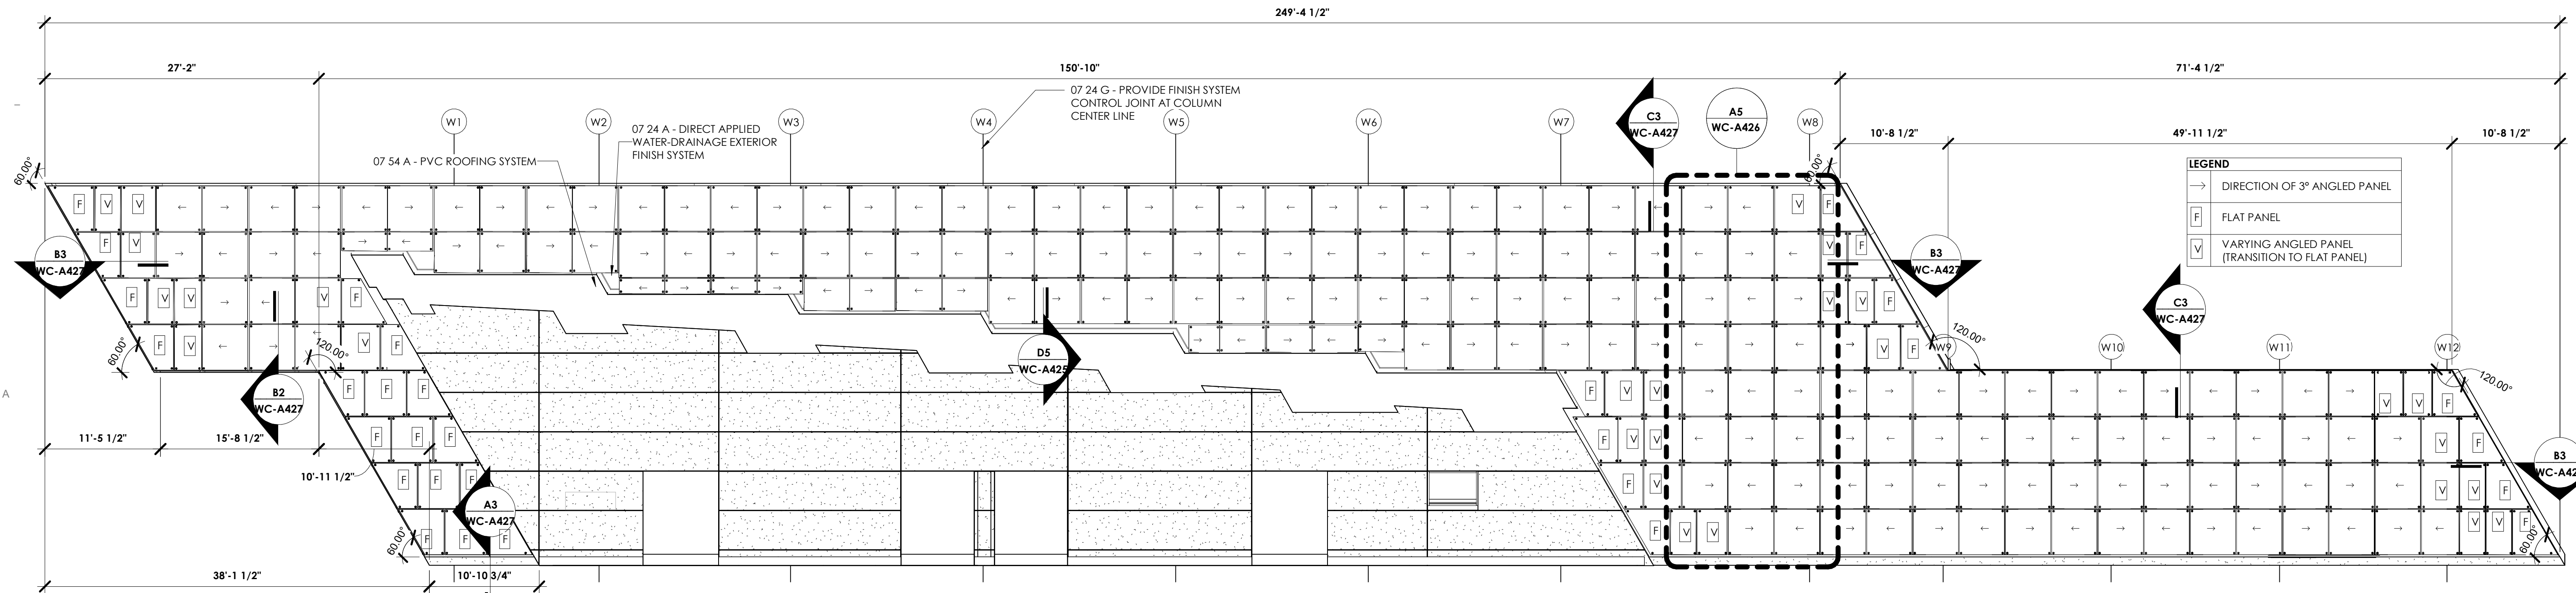 249'-4 1/2"
27'-2"
150'-10"
71'-4 1/2"
07 24 G - PROVIDE FINISH SYSTEM
CONTROL JOINT AT COLUMN
CENTER LINE
C3
WC-A427
A5
WC-A426
W1
W2
W3
W4
W5
W6
W7
W8
07 24 A - DIRECT APPLIED
WATER-DRAINAGE EXTERIOR
FINISH SYSTEM
07 54 A - PVC ROOFING SYSTEM
10'-8 1/2"
49'-11 1/2"
10'-8 1/2"
60.00°
60.00°
LEGEND
DIRECTION OF 3° ANGLED PANEL
F
FLAT PANEL
V
VARYING ANGLED PANEL
(TRANSITION TO FLAT PANEL)
F V V V F
F V V F
B3
WC-A427
B3
WC-A427
F V V V F V V F
C3
WC-A427
F V V F V F
60.00°
120.00°
D5
WC-A425
W9
120.00°
W10
W11
W12
120.00°
B2
WC-A427
F F F F V V V V F
11'-5 1/2"
15'-8 1/2"
F F F F V V V F
B3
10'-11 1/2"
F F F F V V V F
A3
WC-A427
F F F F V V V V F
60.00°
60.00°
38'-1 1/2"
10'-10 3/4"
A